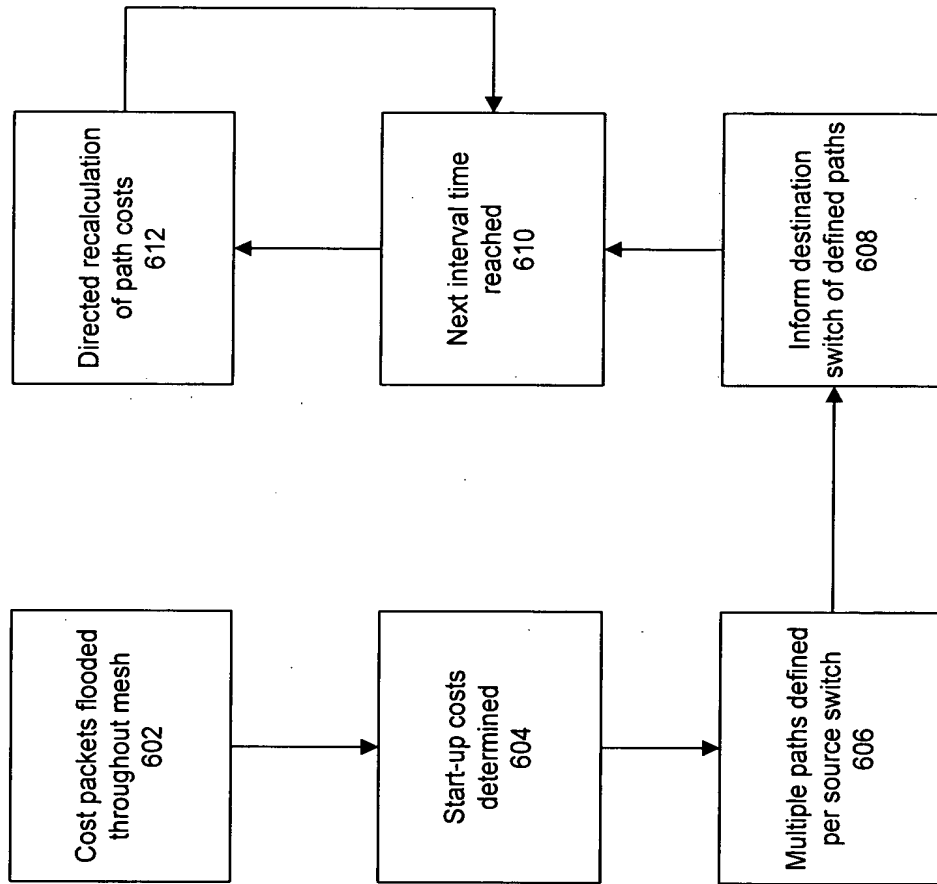 Cost packets flooded
throughout mesh
602
Start-up costs
determined
604
Multiple paths defined
per source switch
606
Inform destination
switch of defined paths
608
Next interval time
reached
610
Directed recalculation
of path costs
612